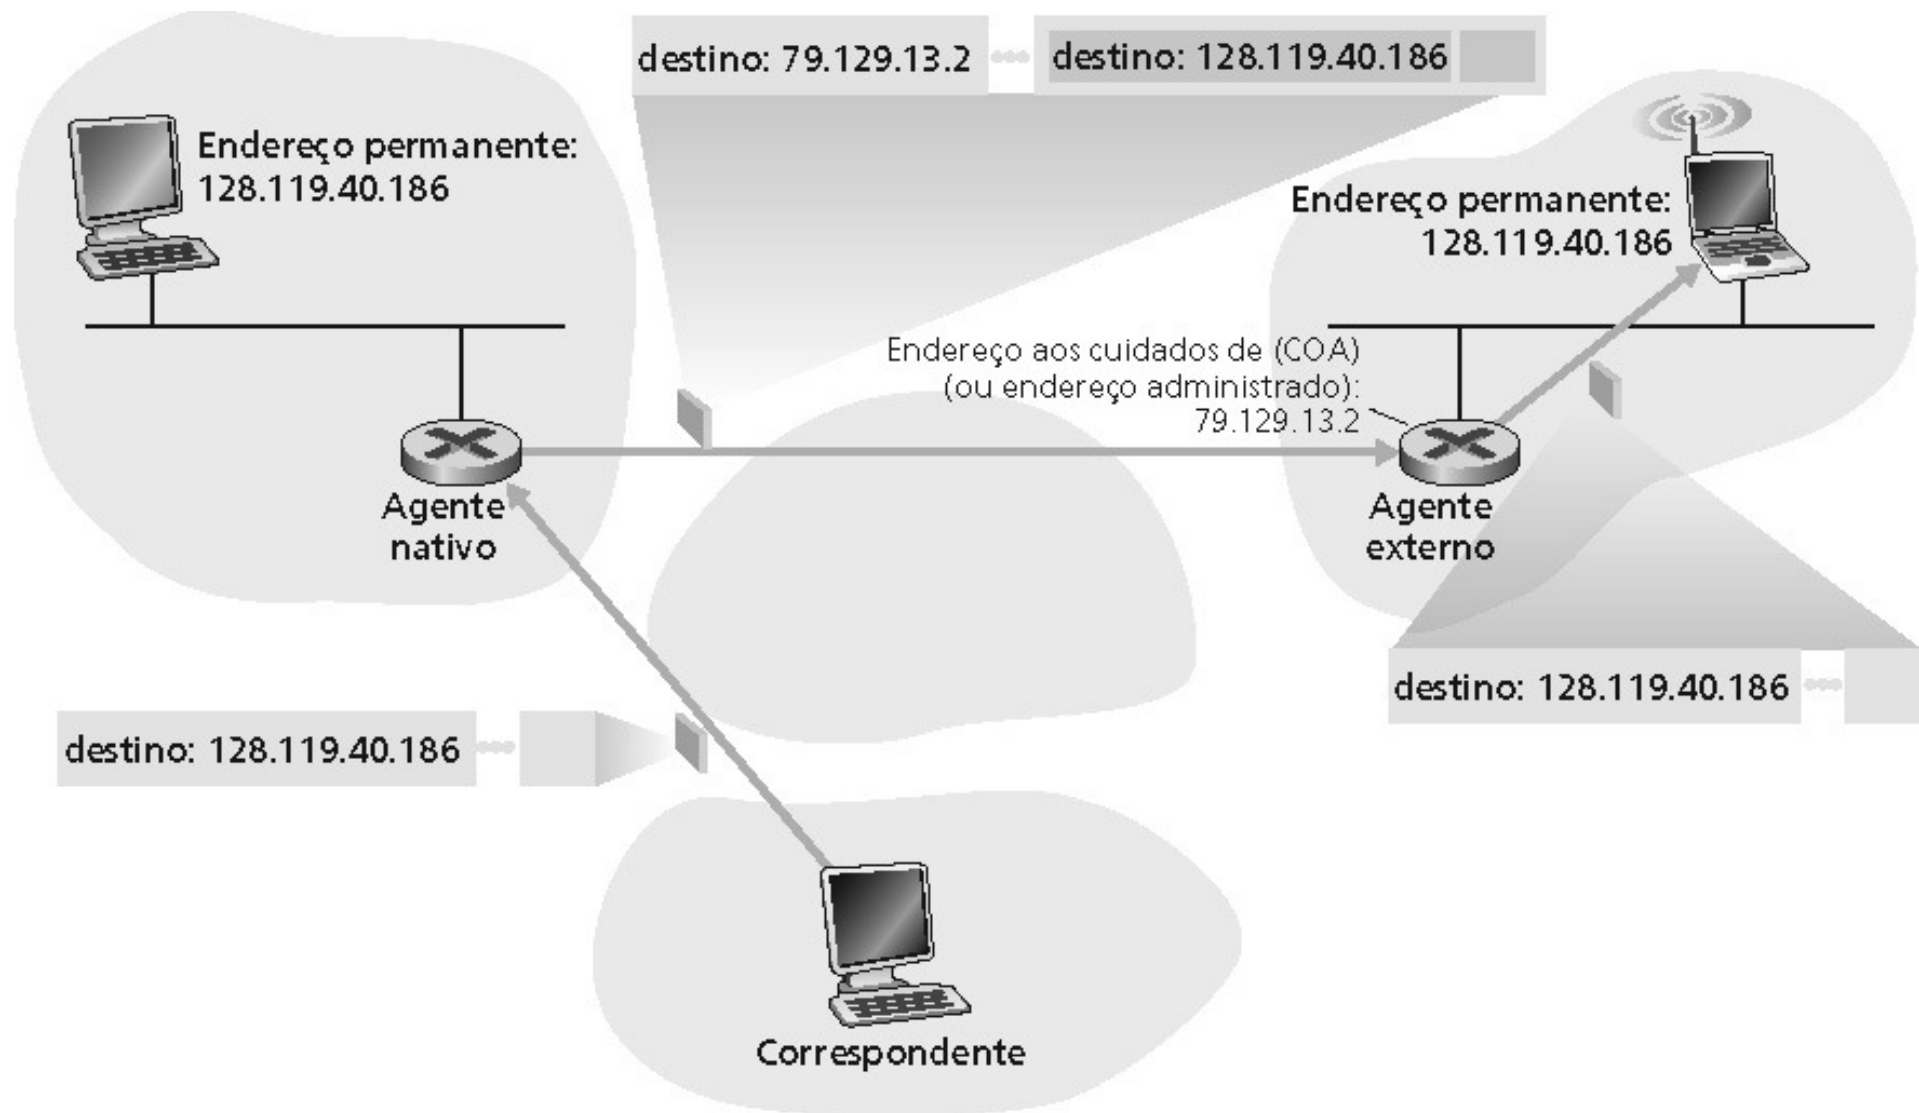 destino: 79.129.13.2
destino: 128.119.40.186
Endereço permanente:
128.119.40.186
Endereço permanente:
128.119.40.186
Endereço aos cuidados de (COA)
(ou endereço administrado):
79.129.13.2
Agente
nativo
Agente
externo
destino: 128.119.40.186
destino: 128.119.40.186
Correspondente